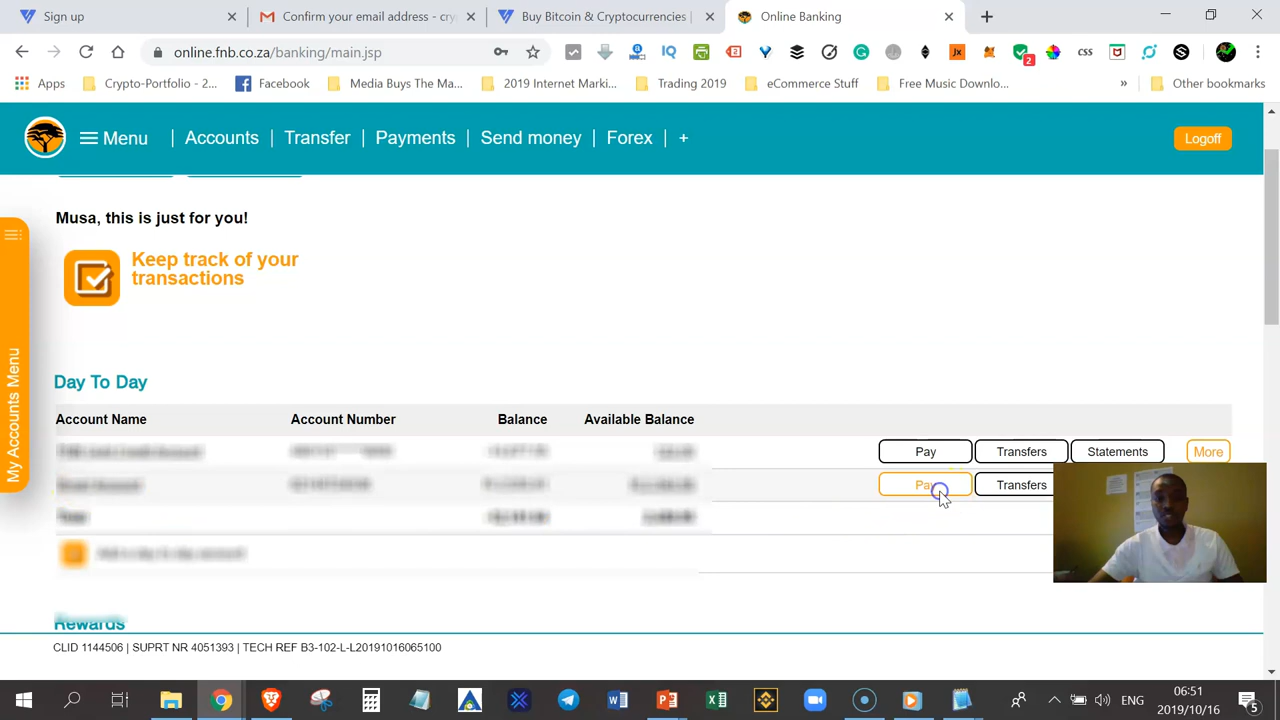 Sign up
Confirm your email address - cry
Buy Bitcoin & Cryptocurrencies |
Online Banking
online.fnb.co.za/banking/main.jsp
Apps
Crypto-Portfolio - 2...
Facebook
Media Buys The Ma...
2019 Internet Marki...
Trading 2019
eCommerce Stuff
Free Music Downlo...
»
Other bookmarks
Menu | Accounts | Transfer | Payments | Send money | Forex | +
Logoff
Musa, this is just for you!
Keep track of your
transactions
My Accounts Menu
Day To Day
Account Name Account Number Balance Available Balance
Pay Transfers Statements More
Pay Transfers
Rewards
CLID 1144506 | SUPRT NR 4051393 | TECH REF B3-102-L-L20191016065100
ENG
06:51
2019/10/16
5